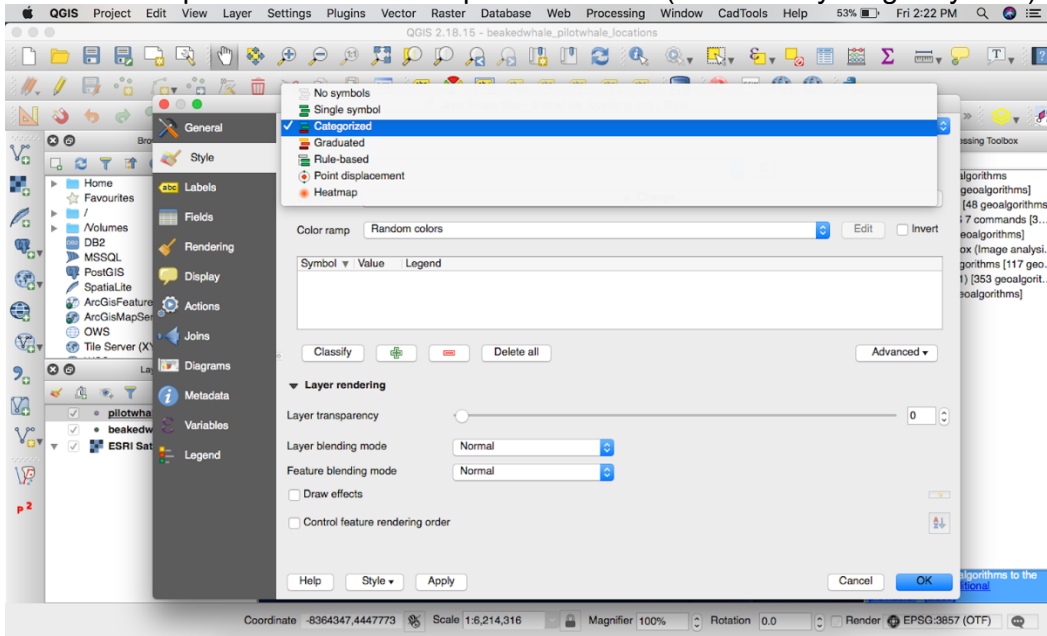 QGIS Project Edit View Layer Settings Plugins Vector Raster Database Web Processing Window CadTools Help 53% Fri 2:22 PM
QGIS 2.18.15 - beakedwhale_pilotwhale_locations
No symbols
Single symbol
Categorized
Graduated
Rule-based
Point displacement
Heatmap
General
Style
Labels
Fields
Rendering
Display
Actions
Joins
Diagrams
Metadata
Variables
Legend
Bro
Home
Favourites
/
/Volumes
DB2
MSSQL
PostGIS
SpatiaLite
ArcGisFeature
ArcGisMapSer
OWS
Tile Server (XY
La
pilotwha
beakedw
ESRI Sat
Color ramp Random colors Edit Invert
Symbol Value Legend
Classify Delete all Advanced
Layer rendering
Layer transparency 0
Layer blending mode Normal
Feature blending mode Normal
Draw effects
Control feature rendering order
Help Style Apply Cancel OK
essing Toolbox
lgorithms
geoalgorithms]
[48 geoalgorithms
7 commands [3...
eoalgorithms]
ox (Image analysi.
gorithms [117 geo.
1) [353 geoalgorit..
eoalgorithms]
algorithms to the
itional
Coordinate -8364347,4447773 Scale 1:6,214,316 Magnifier 100% Rotation 0.0 Render EPSG:3857 (OTF)